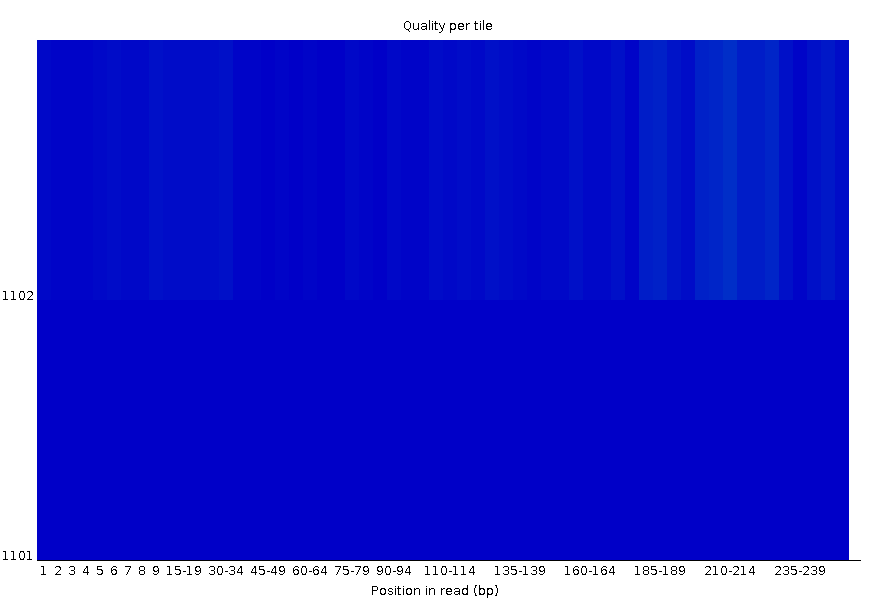 Quality per tile
1102
1101
1 2 3 4 5 6 7 8 9 15-19 30-34 45-49 60-64 75-79 90-94 110-114 135-139 160-164 185-189 210-214 235-239
Position in read (bp)